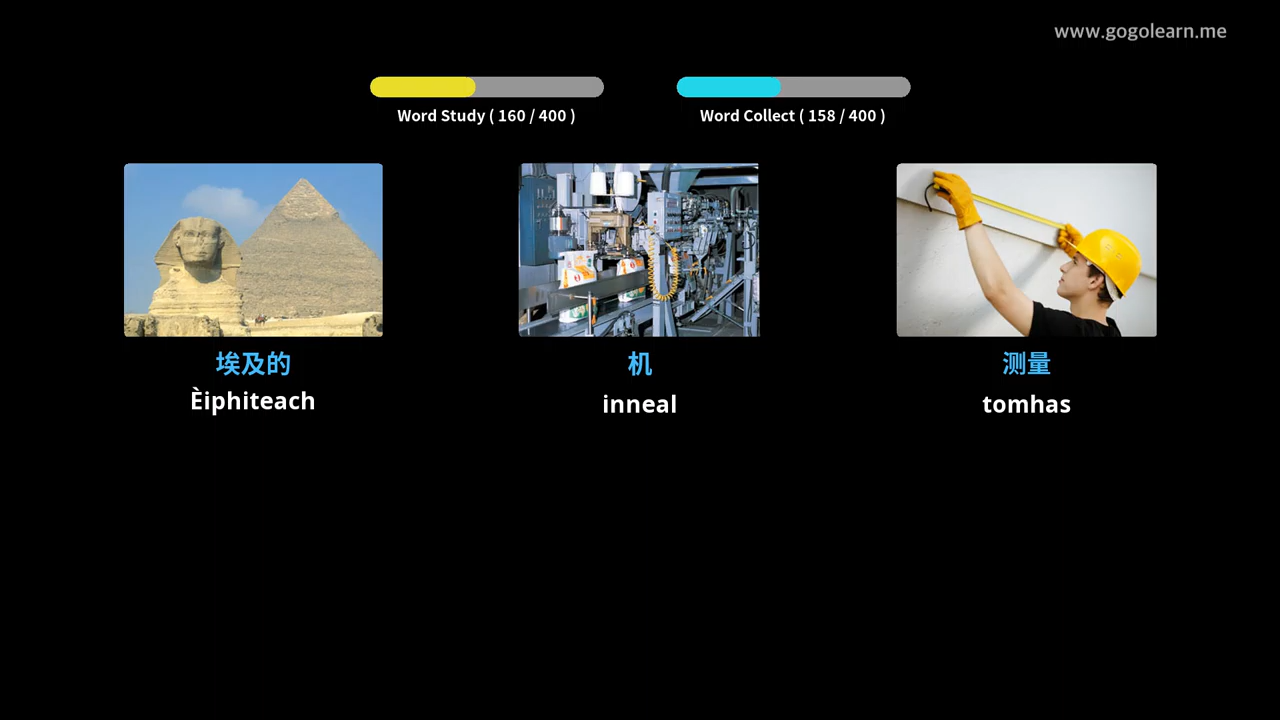 www.gogolearn.me
Word Study ( 160 / 400 )
Word Collect ( 158 / 400 )
埃及的
机
测量
Èiphiteach
inneal
tomhas